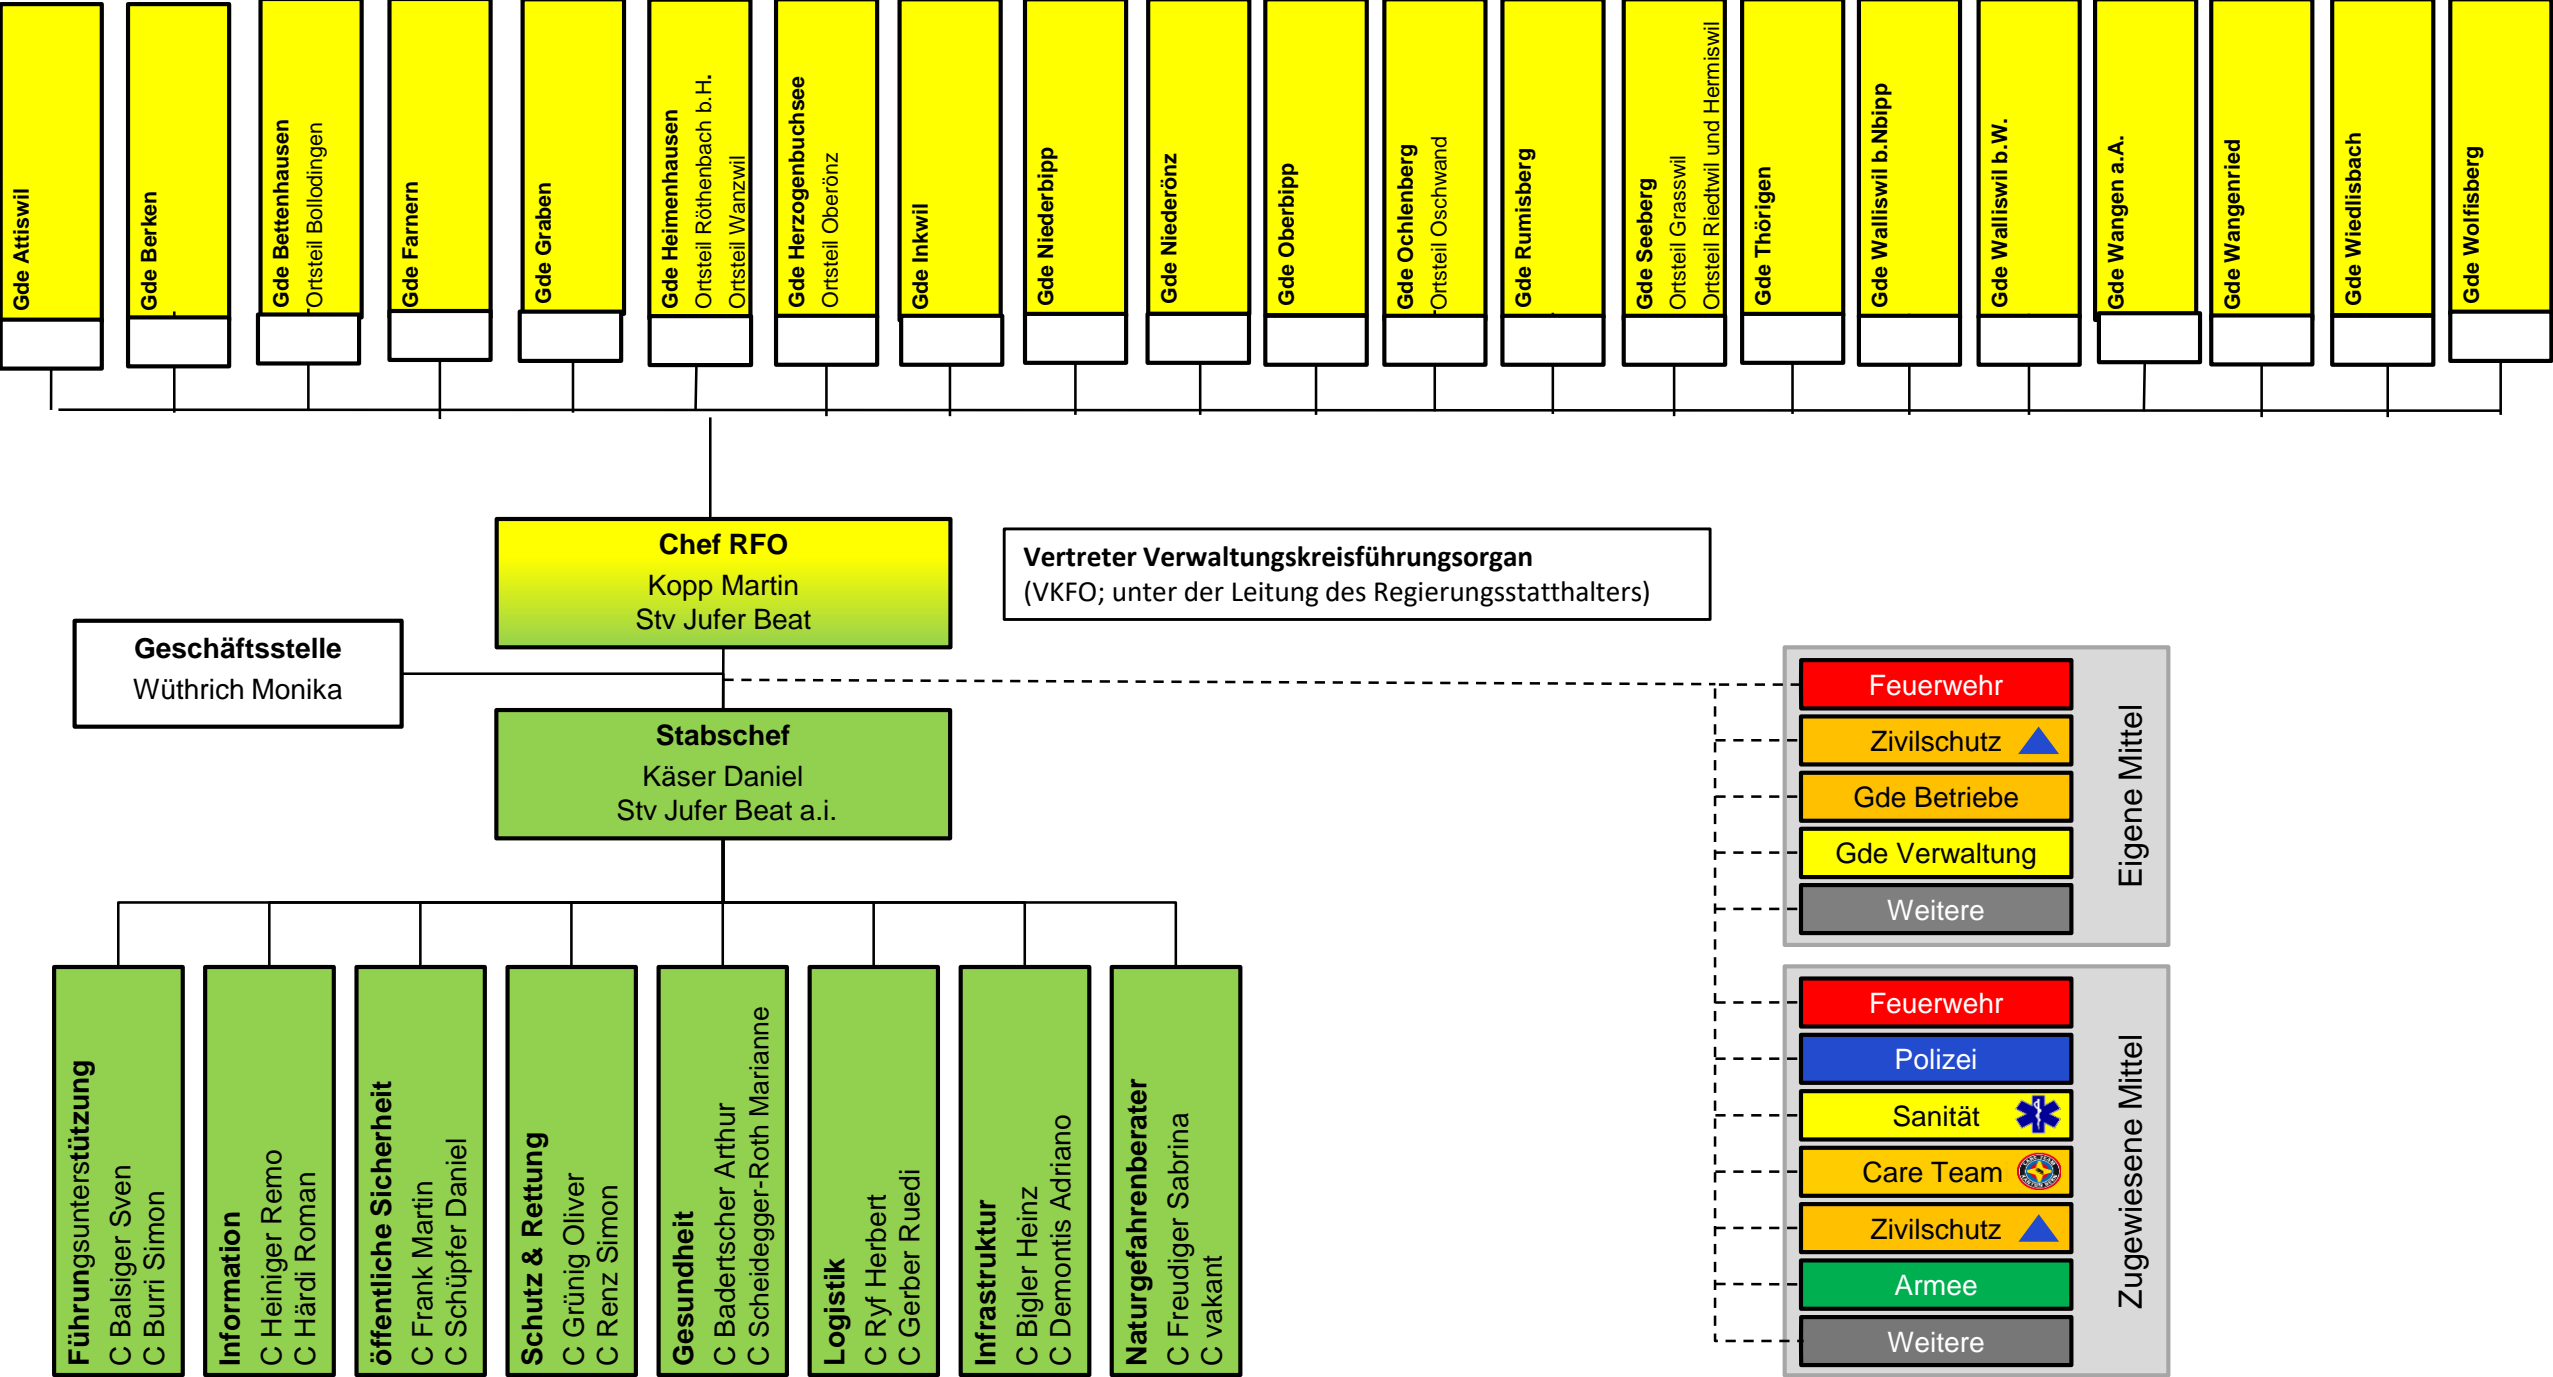 Gde Attiswil
Gde Berken
Gde Bettenhausen
Ortsteil Bollodingen
Gde Farnern
Gde Graben
Gde Heimenhausen
Ortsteil Röthenbach b.H.
Ortsteil Wanzwil
Gde Herzogenbuchsee
Ortsteil Oberönz
Gde Inkwil
Gde Niederbipp
Gde Niederönz
Gde Oberbipp
Gde Ochlenberg
Ortsteil Oschwand
Gde Rumisberg
Gde Seeberg
Ortsteil Grasswil
Ortsteil Riedtwil und Hermiswil
Gde Thörigen
Gde Walliswil b.Nbipp
Gde Walliswil b.W.
Gde Wangen a.A.
Gde Wangenried
Gde Wiedlisbach
Gde Wolfisberg
Chef RFO
Kopp Martin
Stv Jufer Beat
Vertreter Verwaltungskreisführungsorgan
(VKFO; unter der Leitung des Regierungsstatthalters)
Geschäftsstelle
Wüthrich Monika
Stabschef
Käser Daniel
Stv Jufer Beat a.i.
Führungsunterstützung
C Balsiger Sven
C Burri Simon
Information
C Heiniger Remo
C Härdi Roman
öffentliche Sicherheit
C Frank Martin
C Schüpfer Daniel
Schutz & Rettung
C Grünig Oliver
C Renz Simon
Gesundheit
C Badertscher Arthur
C Scheidegger-Roth Marianne
Logistik
C Ryf Herbert
C Gerber Ruedi
Infrastruktur
C Bigler Heinz
C Demontis Adriano
Naturgefahrenberater
C Freudiger Sabrina
C vakant
Feuerwehr
Zivilschutz
Gde Betriebe
Gde Verwaltung
Weitere
Eigene Mittel
Feuerwehr
Polizei
Sanität
Care Team
Zivilschutz
Armee
Weitere
Zugewiesene Mittel